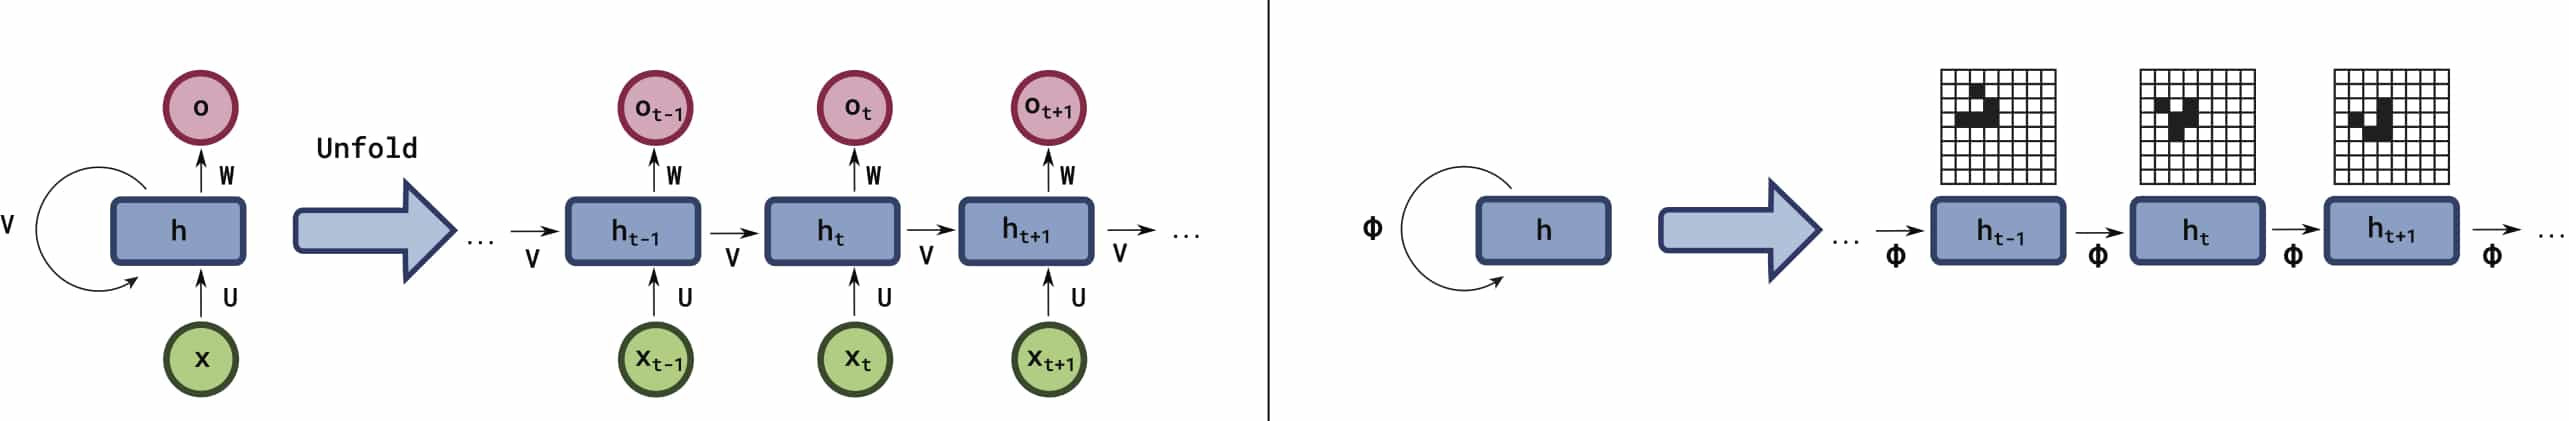 o
W
V
h
U
x
Unfold
...
V
o_{t-1}
W
h_{t-1}
U
x_{t-1}
V
o_t
W
h_t
U
x_t
V
o_{t+1}
W
h_{t+1}
U
x_{t+1}
V
...
Φ
h
...
Φ
h_{t-1}
Φ
h_t
Φ
h_{t+1}
Φ
...